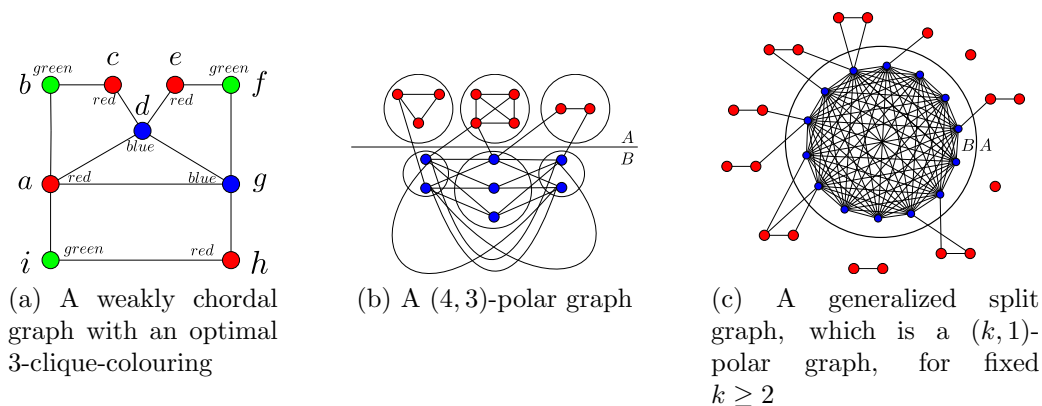 c e
b green green f
red red
d
blue
a red blue g
i green red h
A
B
B A
(a) A weakly chordal
graph with an optimal
3-clique-colouring
(b) A (4, 3)-polar graph
(c) A generalized split
graph, which is a (k, 1)-
polar graph, for fixed
k ≥ 2